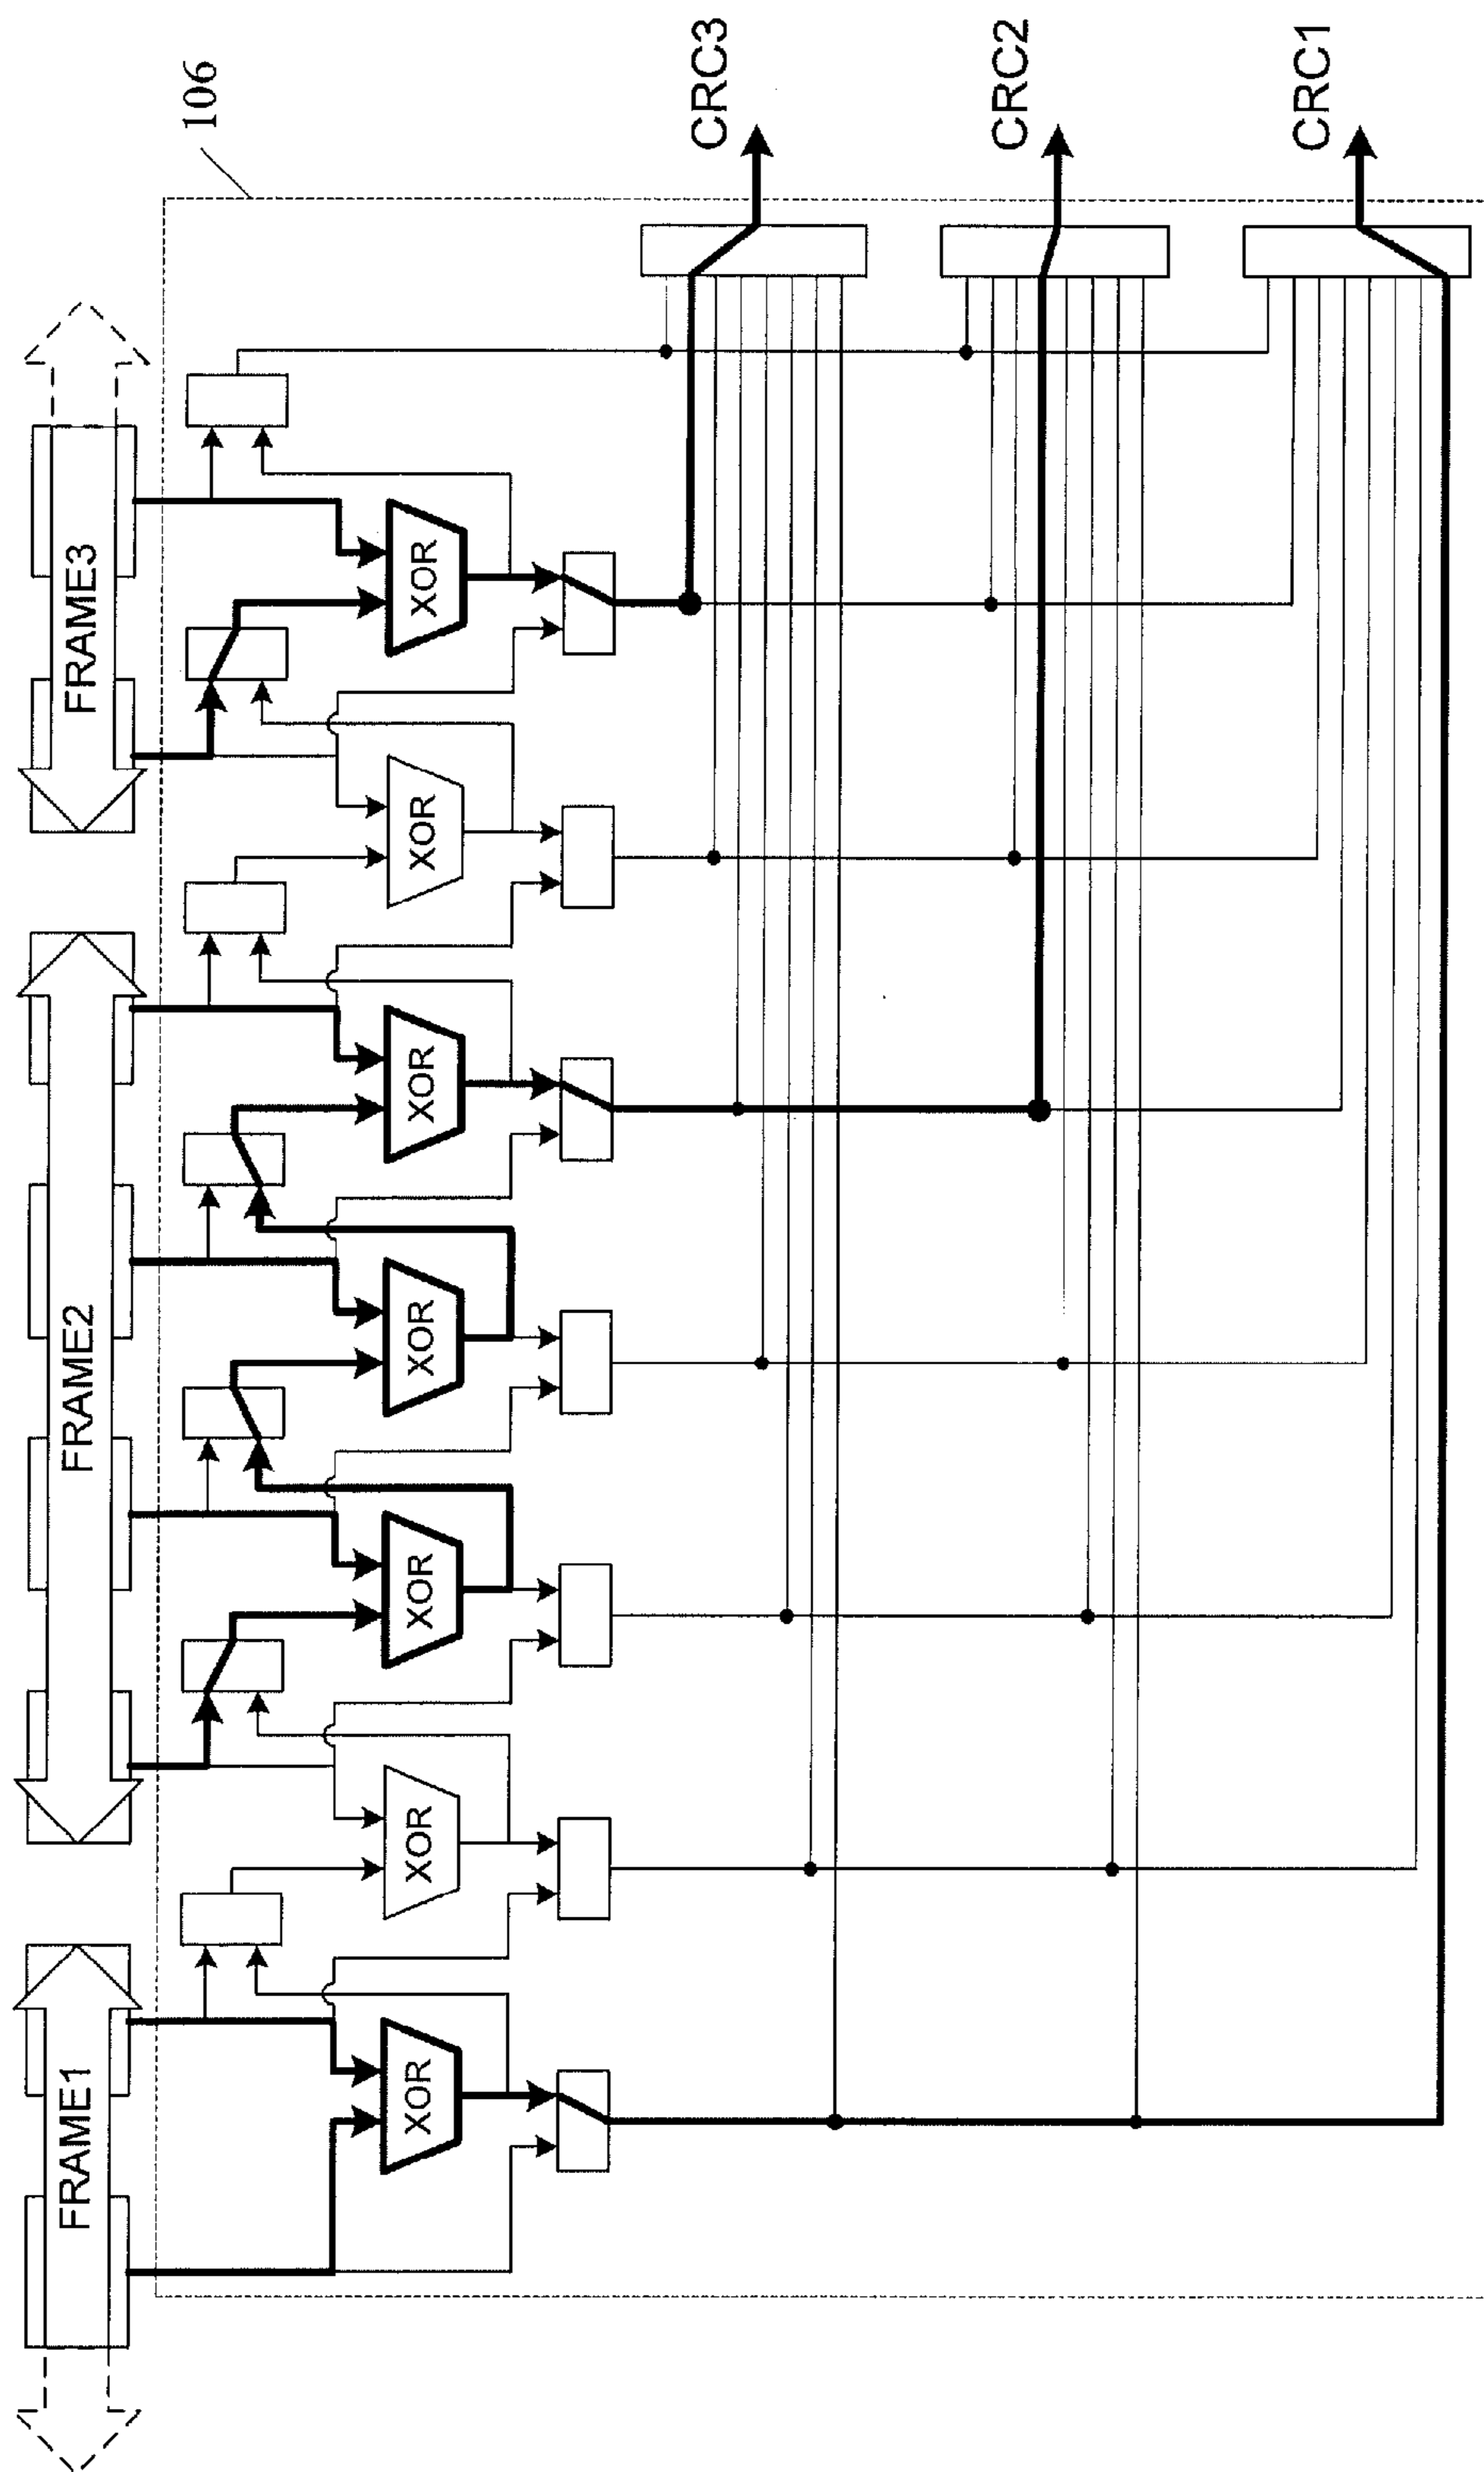 FRAME1
FRAME2
FRAME3
106
XOR
XOR
XOR
XOR
XOR
XOR
XOR
CRC3
CRC2
CRC1